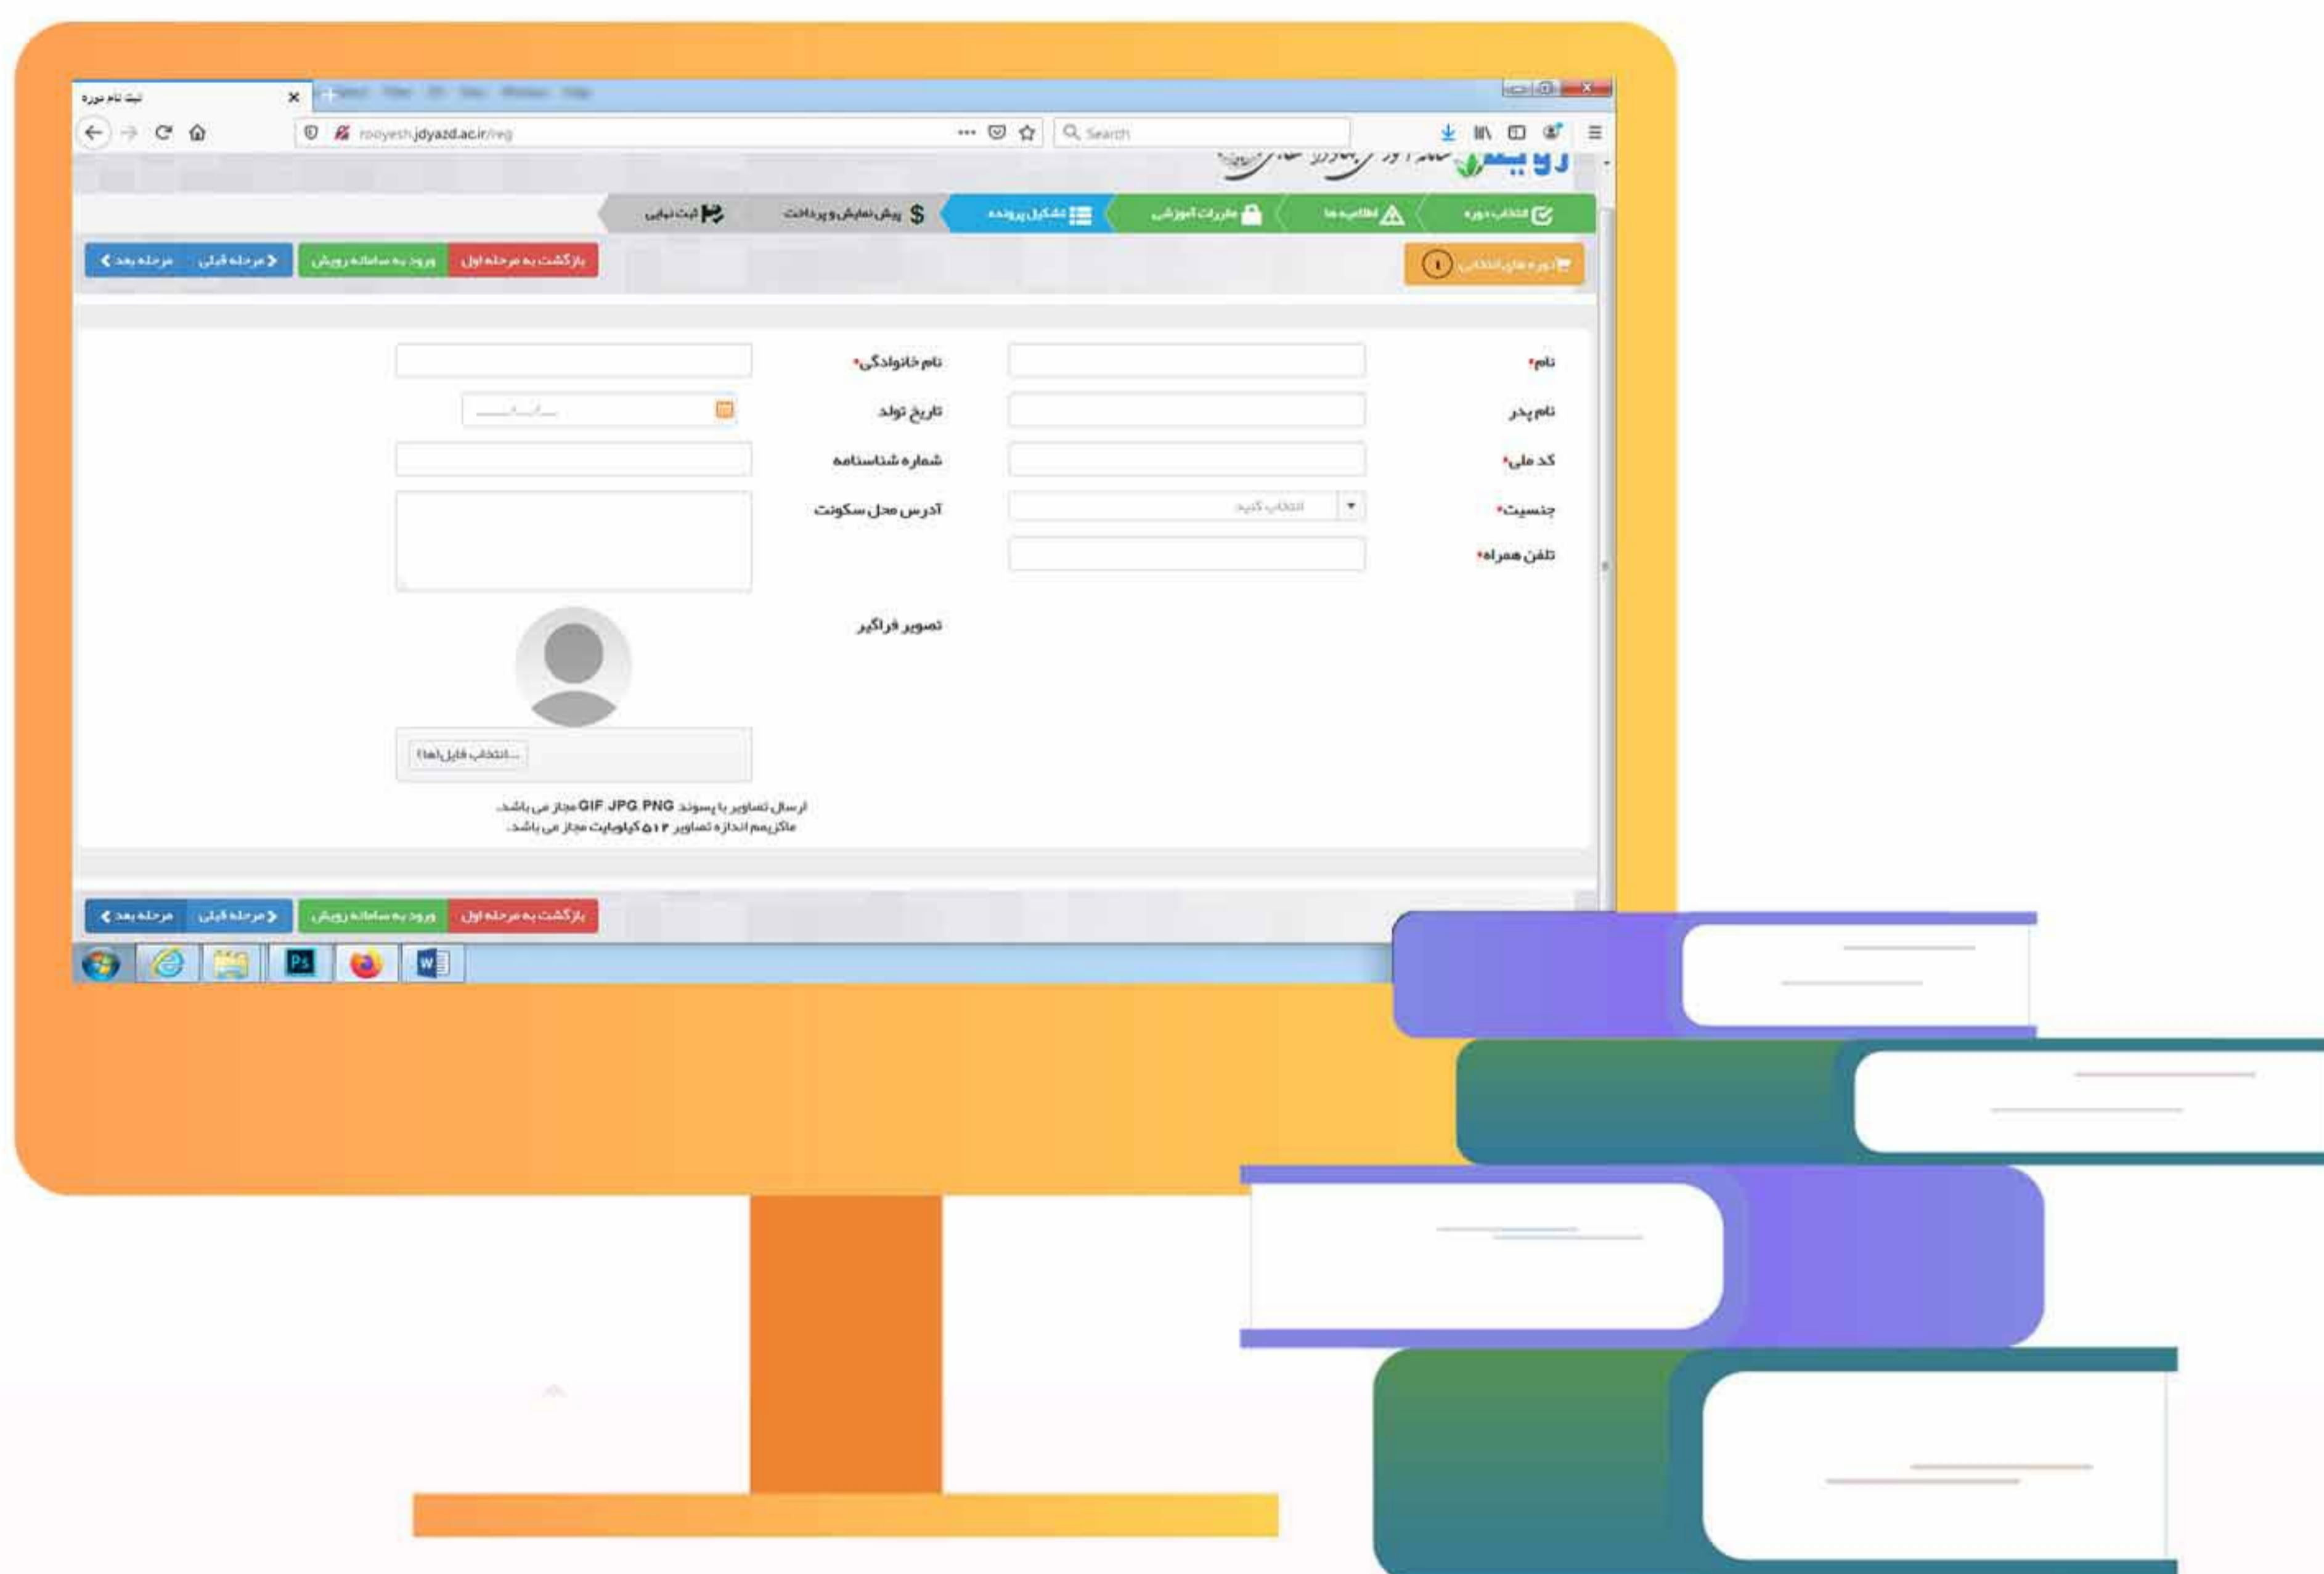 ثبت نام دوره
rooyesh.jdyazd.ac.ir/reg
Search
انتخاب دوره
اطلاعیه ها
مقررات آموزشی
تشکیل پرونده
پیش نمایش و پرداخت
ثبت نهایی
دوره های انتخابی ۱
بازگشت به مرحله اول ورود به سامانه رویش مرحله قبلی مرحله بعد
نام*
نام خانوادگی*
نام پدر
تاریخ تولد
کد ملی*
شماره شناسنامه
جنسیت*
انتخاب کنید
آدرس محل سکونت
تلفن همراه*
تصویر فراگیر
انتخاب فایل(ها)...
ارسال تصاویر با پسوند GIF JPG PNG مجاز می باشد.
ماکزیمم اندازه تصاویر ۵۱۲ کیلوبایت مجاز می باشد.
بازگشت به مرحله اول ورود به سامانه رویش مرحله قبلی مرحله بعد
Ps
W